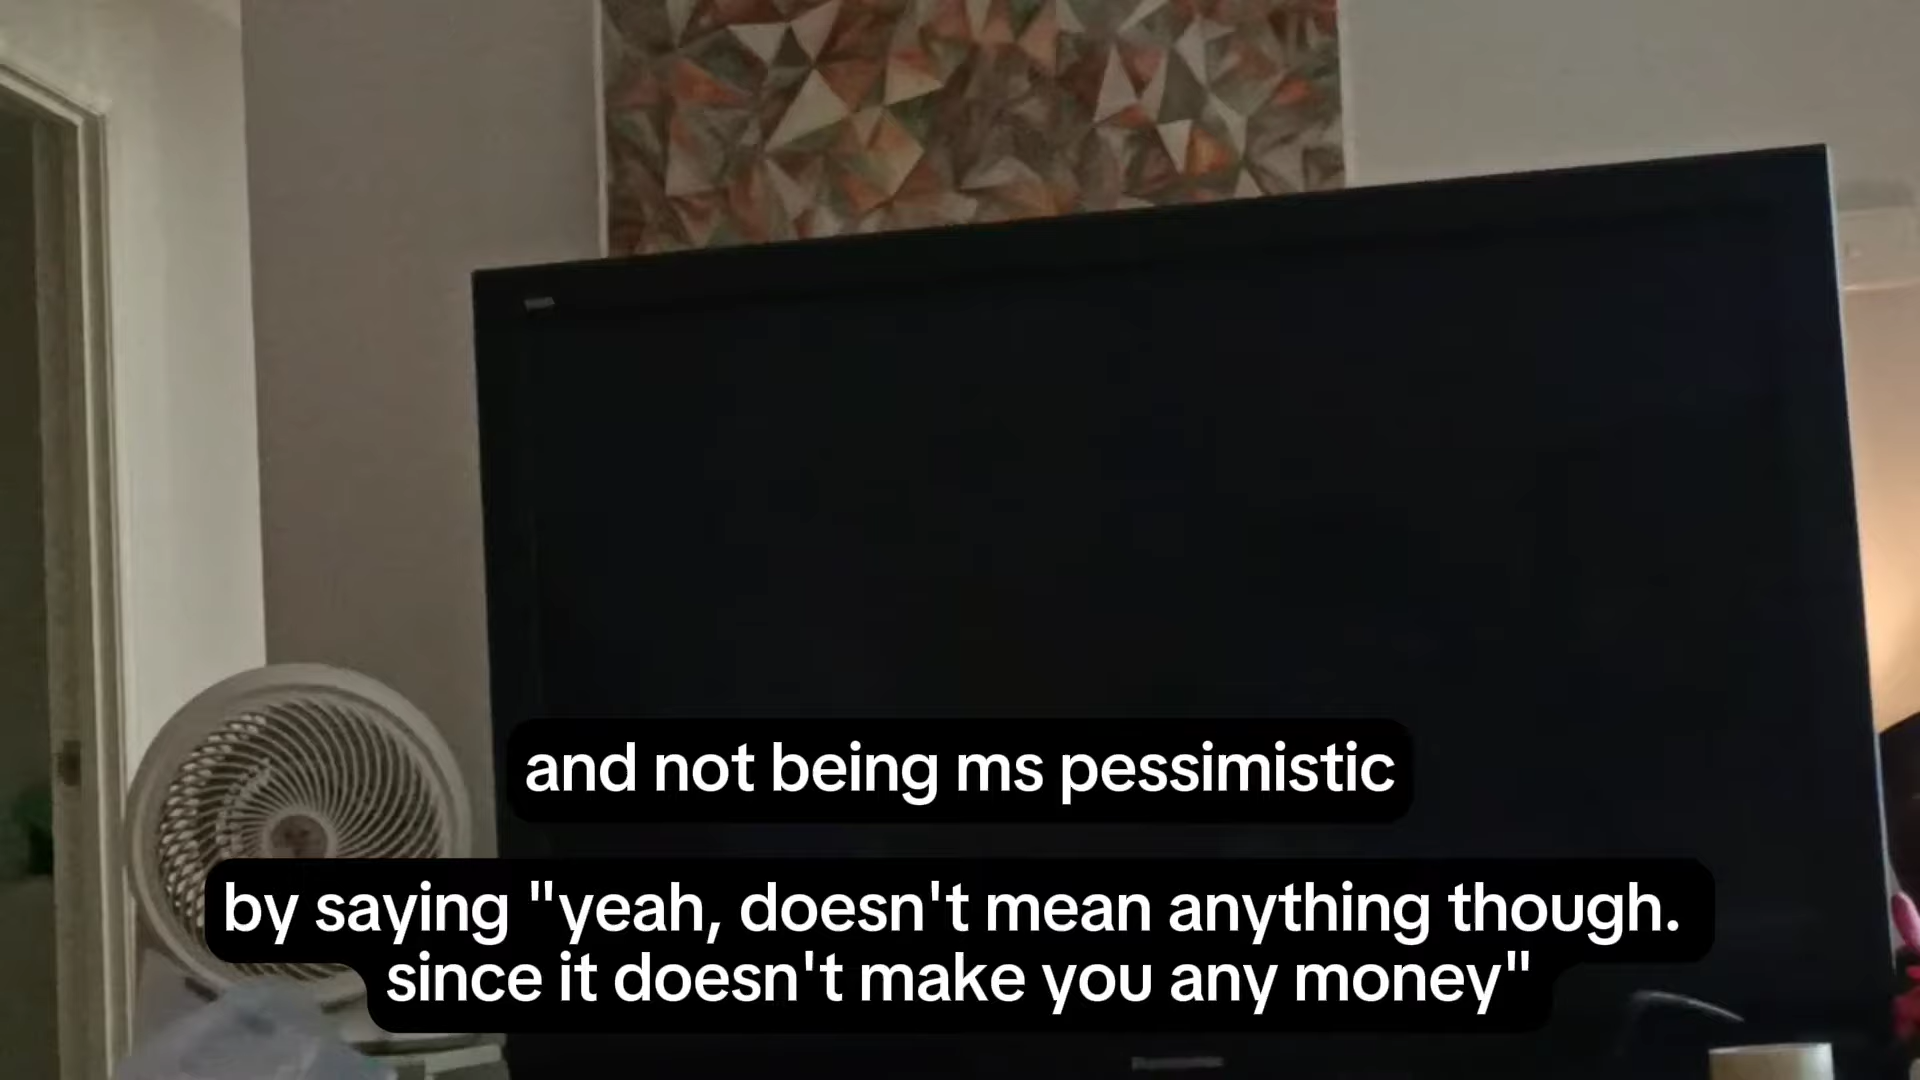 and not being ms pessimistic
by saying "yeah, doesn't mean anything though.
since it doesn't make you any money"